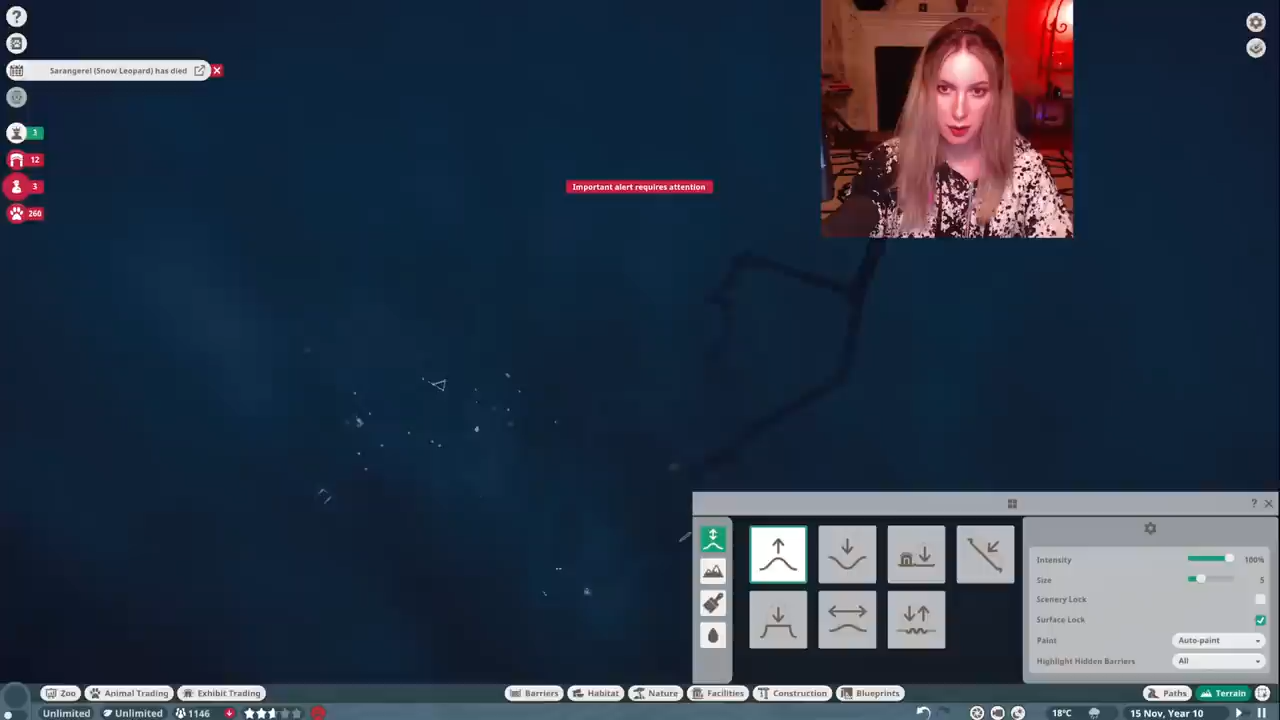 ?
Sarangerel (Snow Leopard) has died
3
12
3
260
Important alert requires attention
?
Intensity 100%
Size 5
Scenery Lock
Surface Lock
Paint Auto-paint
Highlight Hidden Barriers All
Zoo Animal Trading Exhibit Trading Barriers Habitat Nature Facilities Construction Blueprints Paths Terrain
Unlimited Unlimited 1146 18°C 15 Nov, Year 10